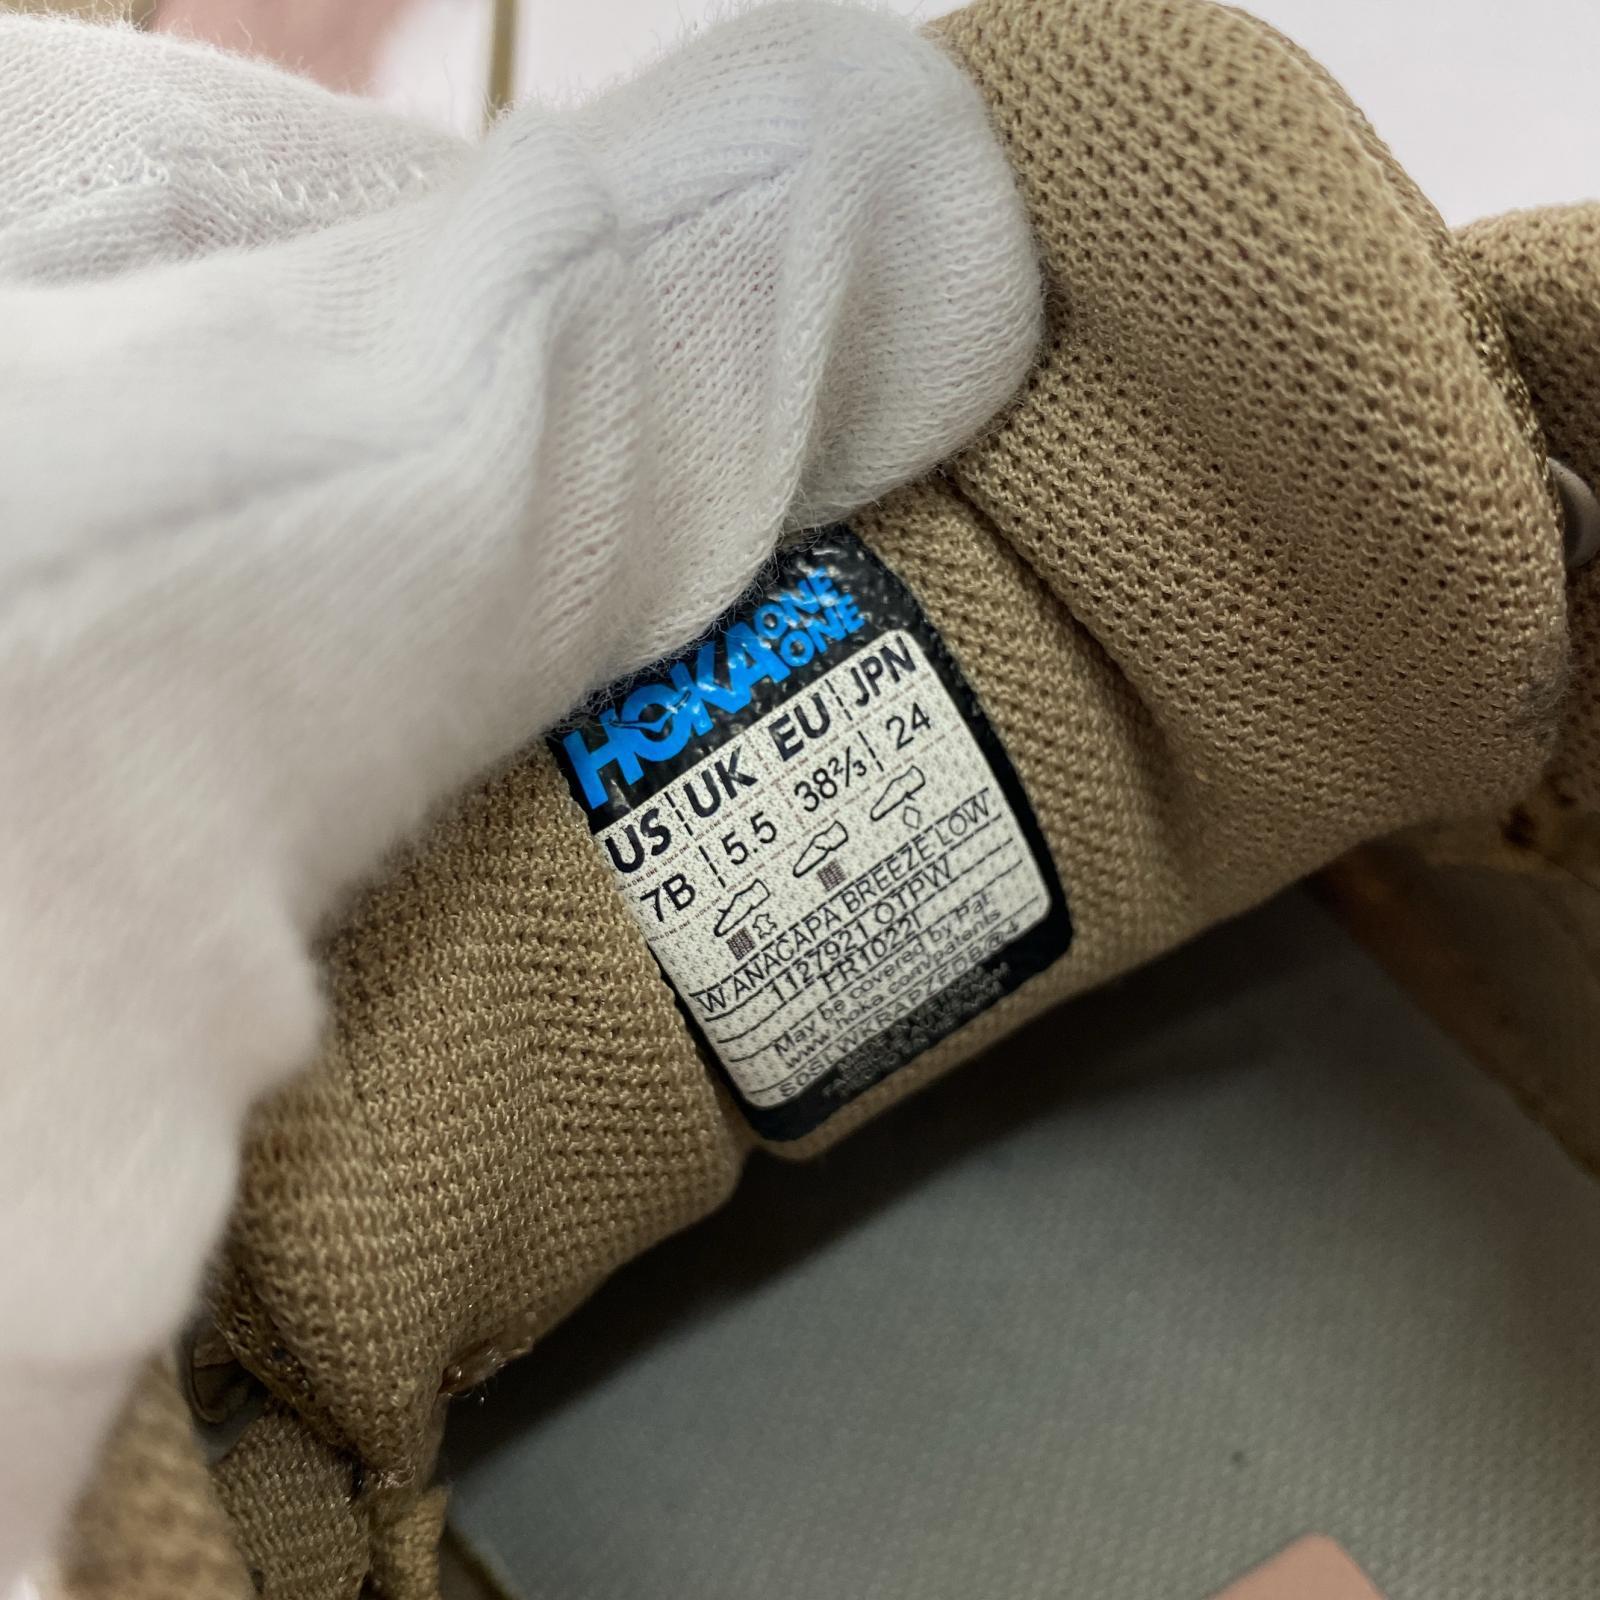 HOKA ONE ONE
US UK EU JPN
7B 5.5 38⅔ 24
W ANACAPA BREEZE LOW
1127921 OTPW
FR1022I
May be covered by Pat:
www.hoka.com/patents